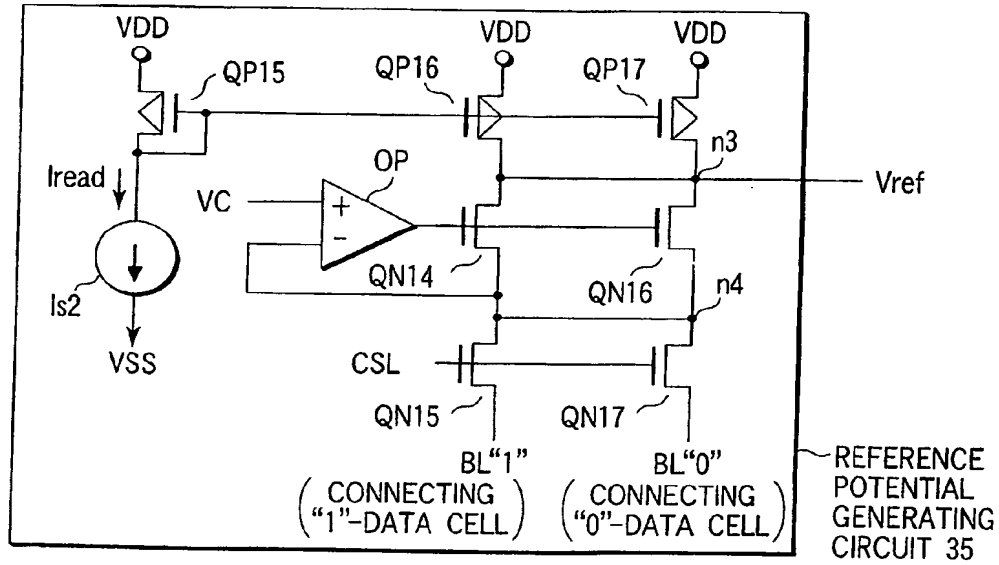 VDD
VDD
VDD
QP15
QP16
QP17
n3
Iread
VC
OP
+
-
Vref
QN14
QN16
n4
Is2
VSS
CSL
QN15
QN17
BL"1"
(CONNECTING
"1"-DATA CELL)
BL"0"
(CONNECTING
"0"-DATA CELL)
REFERENCE
POTENTIAL
GENERATING
CIRCUIT 35